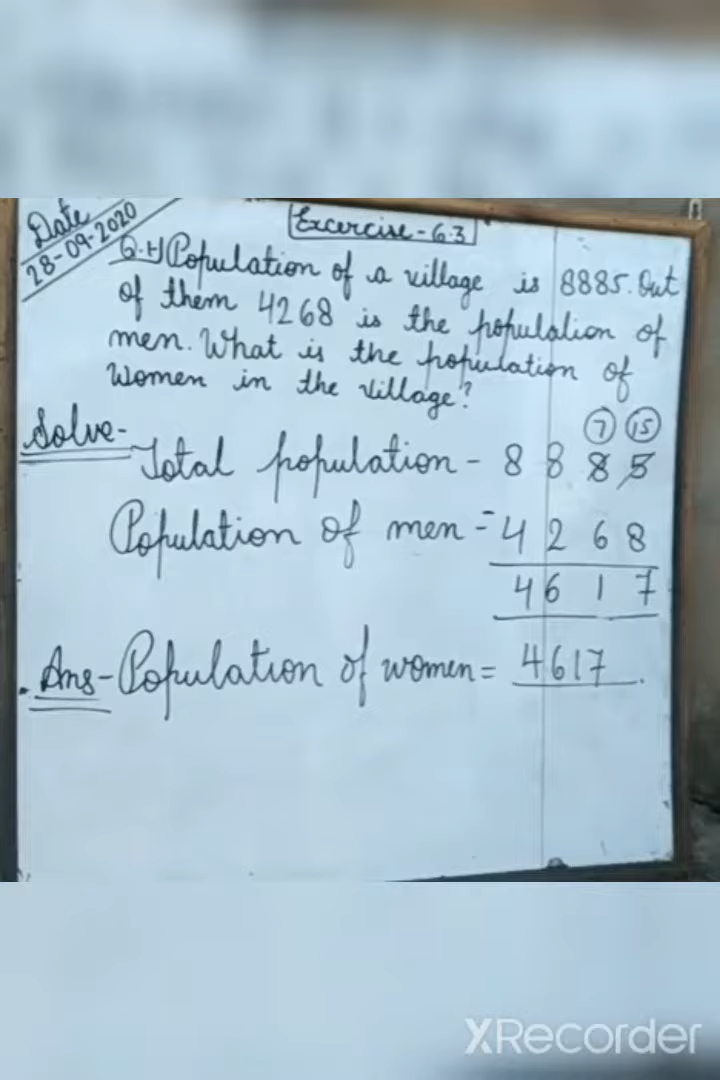 Date
28-09-2020
Excercise-6.3
Q.1) Population of a village is 8885. Out
of them 4268 is the population of
men. What is the population of
Women in the village?
Solve-
7 15
Total population - 8 8 8 5
Population of men = - 4 2 6 8
4 6 1 7
Ans - Population of women = 4617.
XRecorder